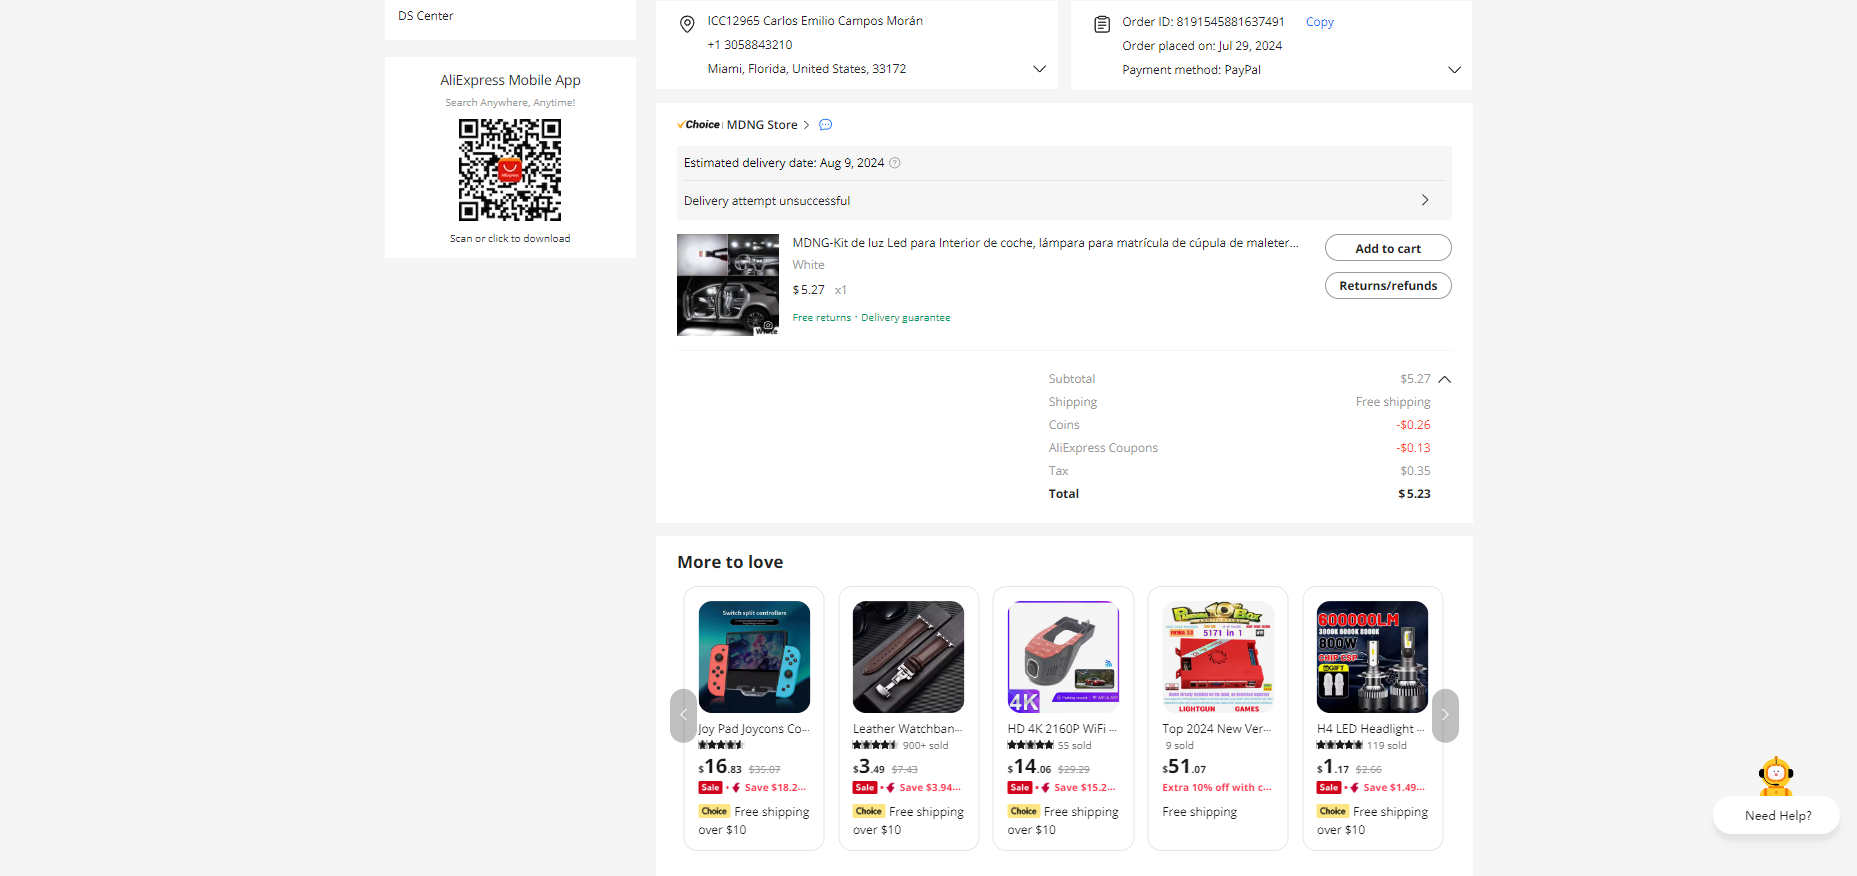 DS Center
AliExpress Mobile App
Search Anywhere, Anytime!
AliExpress
Scan or click to download
ICC12965 Carlos Emilio Campos Morán
+1 3058843210
Miami, Florida, United States, 33172
Order ID: 8191545881637491 Copy
Order placed on: Jul 29, 2024
Payment method: PayPal
Choice MDNG Store
Estimated delivery date: Aug 9, 2024
Delivery attempt unsuccessful
MDNG-Kit de luz Led para Interior de coche, lámpara para matrícula de cúpula de maleter...
White
$5.27 x1
Free returns · Delivery guarantee
White
Add to cart
Returns/refunds
Subtotal $5.27
Shipping Free shipping
Coins -$0.26
AliExpress Coupons -$0.13
Tax $0.35
Total $5.23
More to love
Switch split controllers
Joy Pad Joycons Co...
$16.83 $35.07
Sale Save $18.2...
Choice Free shipping
over $10
Leather Watchban...
900+ sold
$3.49 $7.43
Sale Save $3.94...
Choice Free shipping
over $10
4K
HD 4K 2160P WiFi ...
55 sold
$14.06 $29.29
Sale Save $15.2...
Choice Free shipping
over $10
5171 in 1
LIGHTGUN GAMES
Top 2024 New Ver...
9 sold
$51.07
Extra 10% off with c...
Free shipping
600000LM
3000K 6000K 8000K
800W
CHIP CSP
GIFT
H4 LED Headlight ...
119 sold
$1.17 $2.66
Sale Save $1.49...
Choice Free shipping
over $10
Need Help?